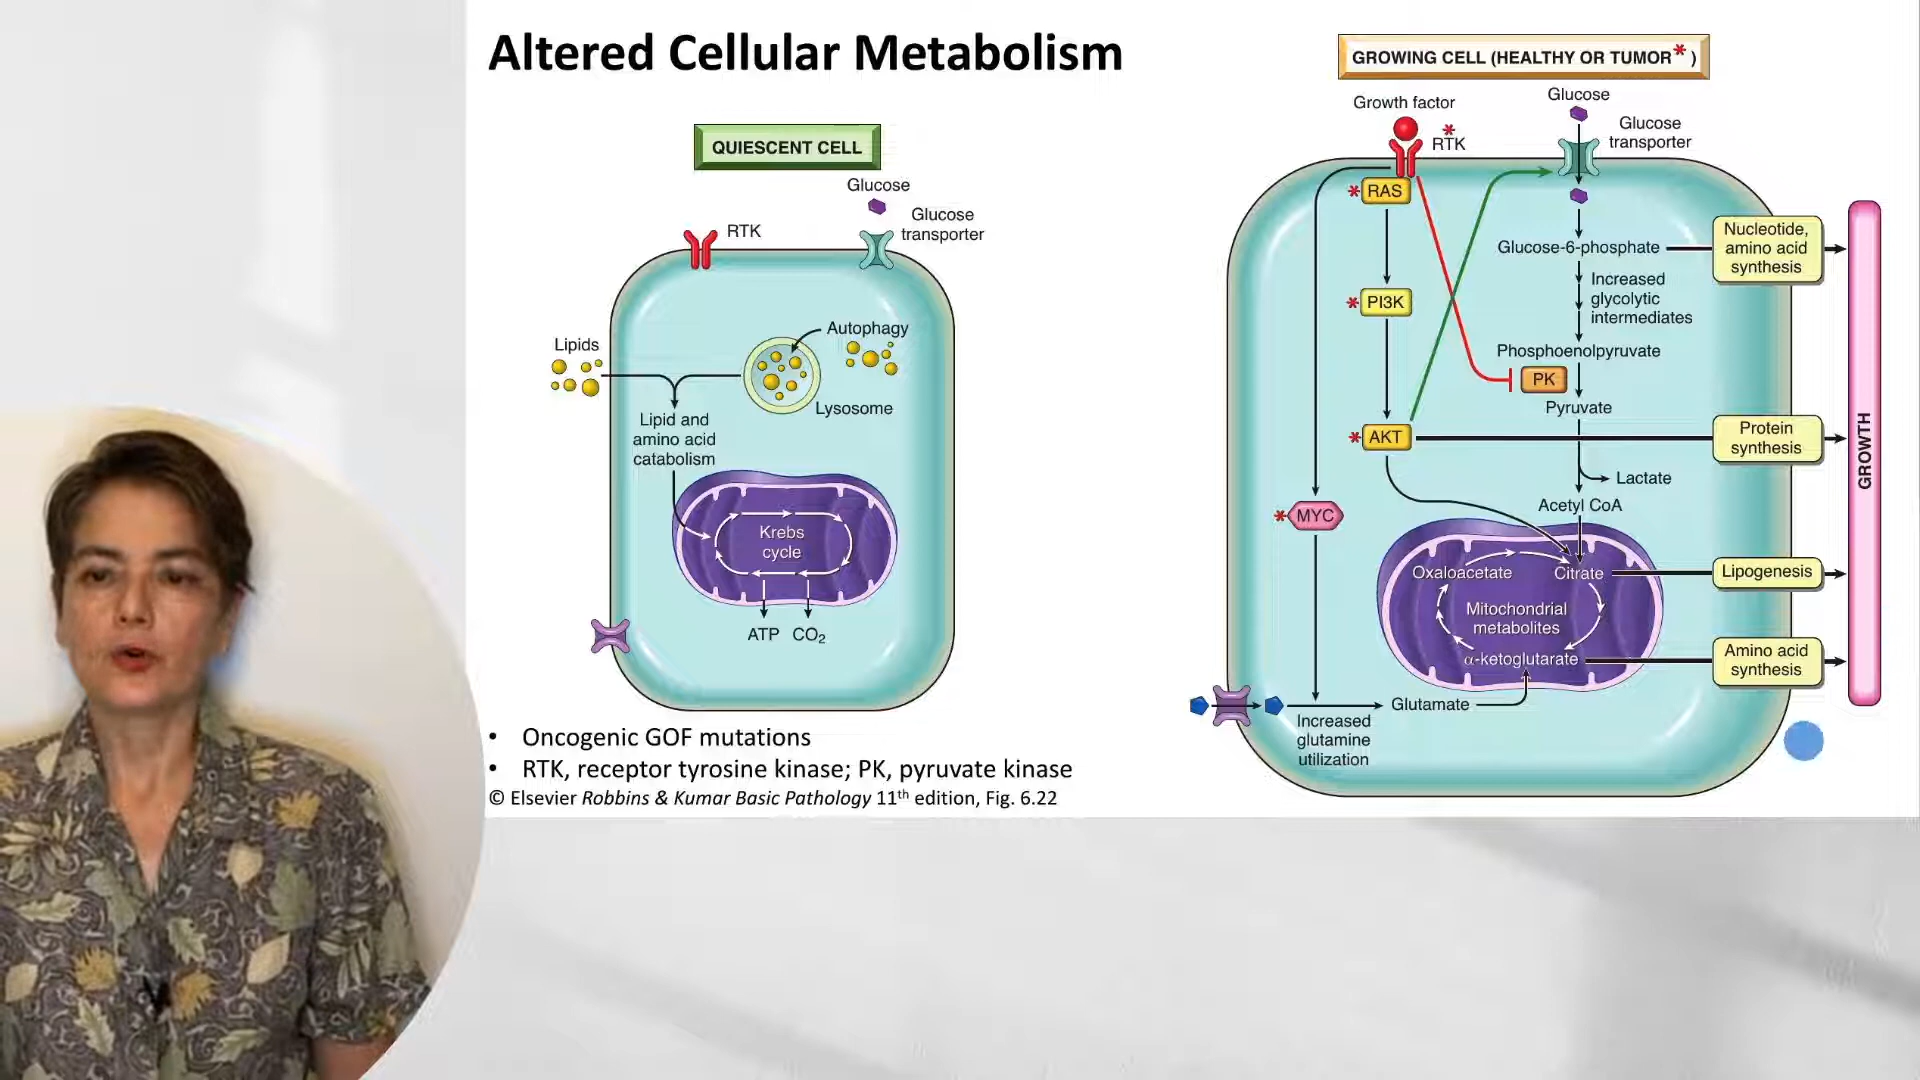 Altered Cellular Metabolism
QUIESCENT CELL
Glucose
Glucose
transporter
RTK
Lipids
Autophagy
Lysosome
Lipid and
amino acid
catabolism
Krebs
cycle
ATP CO₂
• Oncogenic GOF mutations
• RTK, receptor tyrosine kinase; PK, pyruvate kinase
© Elsevier Robbins & Kumar Basic Pathology 11th edition, Fig. 6.22
GROWING CELL (HEALTHY OR TUMOR*)
Growth factor
* RTK
Glucose
Glucose
transporter
* RAS
Glucose-6-phosphate
Nucleotide,
amino acid
synthesis
Increased
glycolytic
intermediates
* PI3K
Phosphoenolpyruvate
PK
Pyruvate
* AKT
Protein
synthesis
Lactate
Acetyl CoA
* MYC
Oxaloacetate
Citrate
Lipogenesis
Mitochondrial
metabolites
α-ketoglutarate
Amino acid
synthesis
Glutamate
Increased
glutamine
utilization
GROWTH